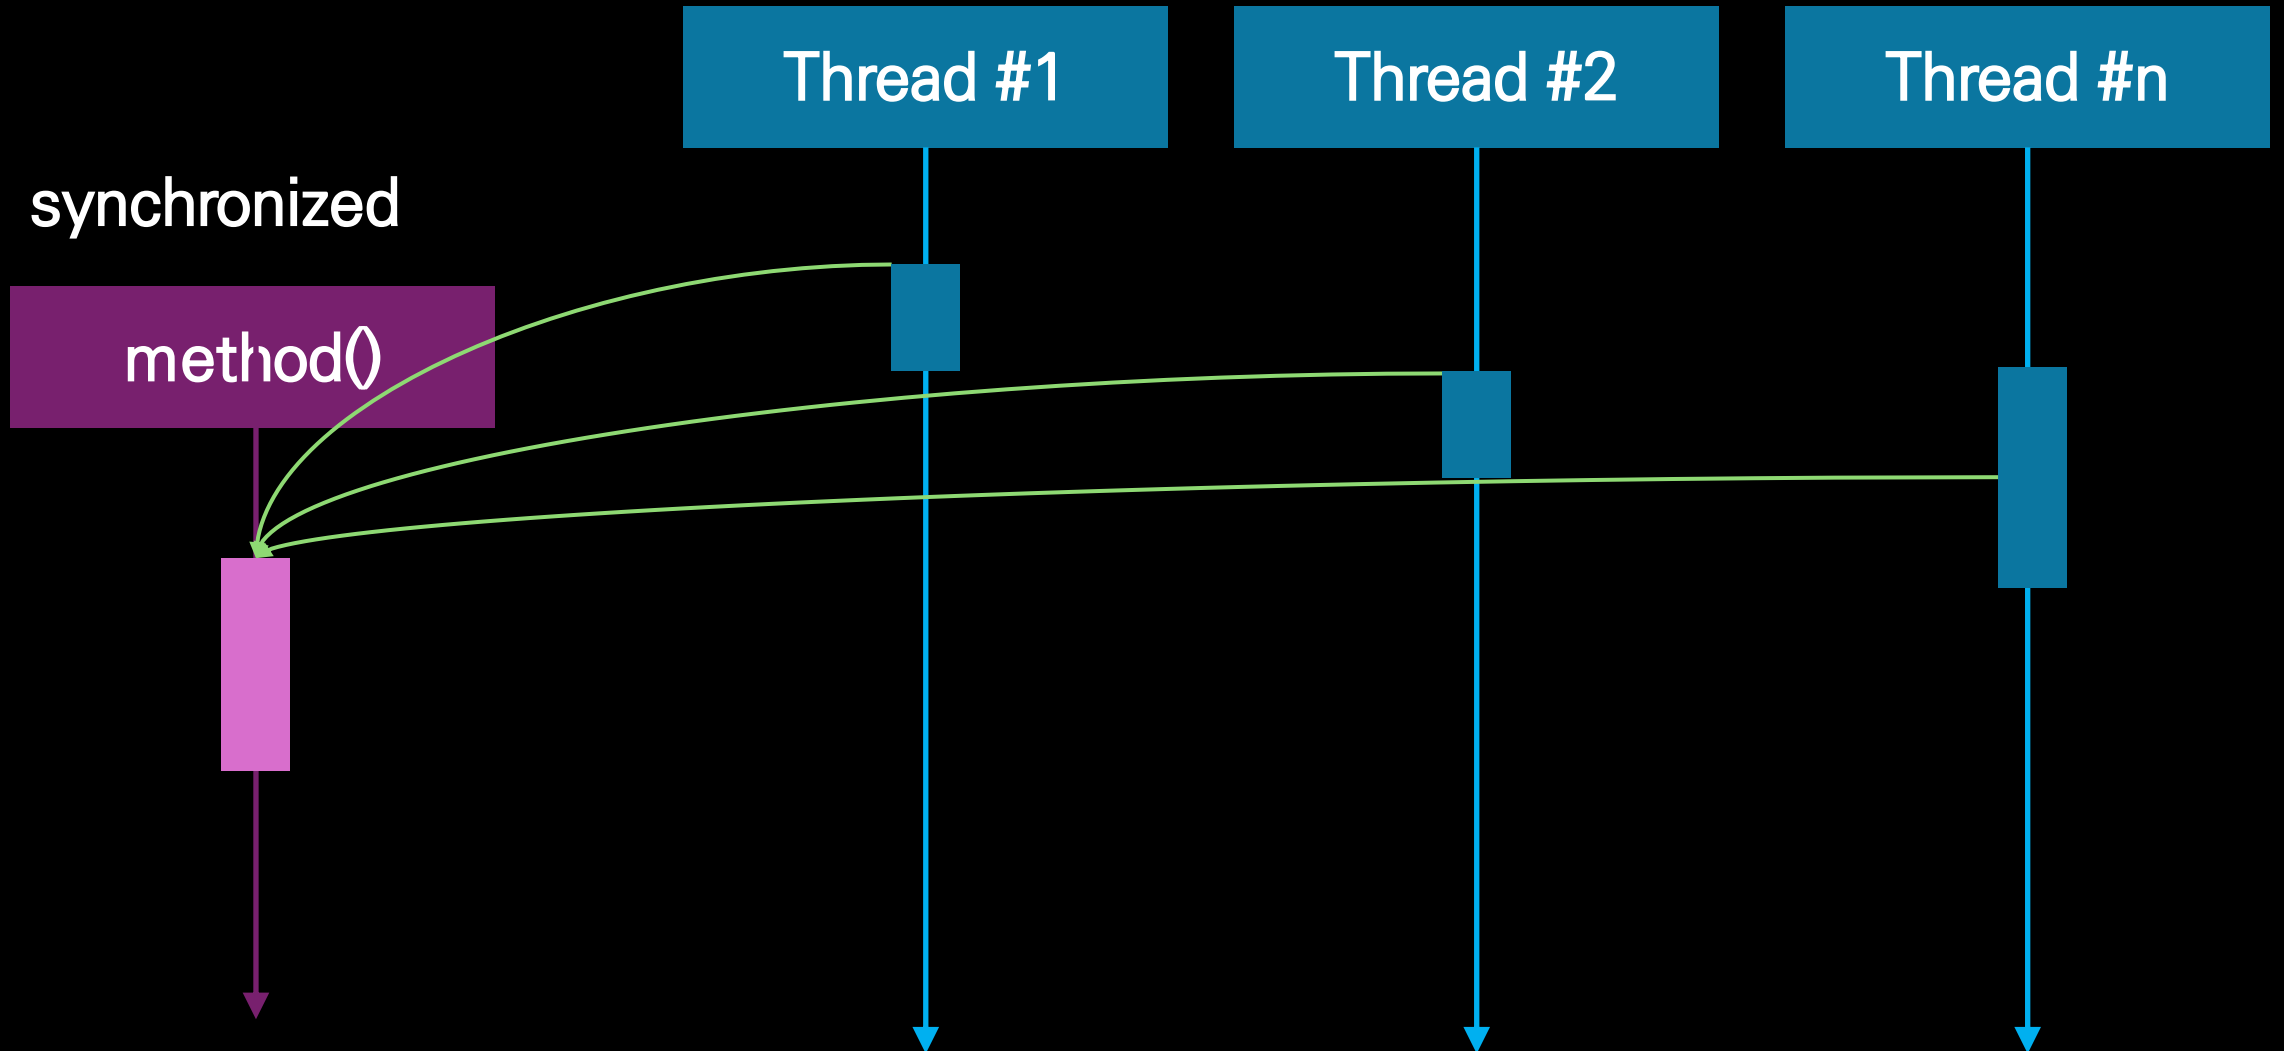 Thread #1
Thread #2
Thread #n
synchronized
method()